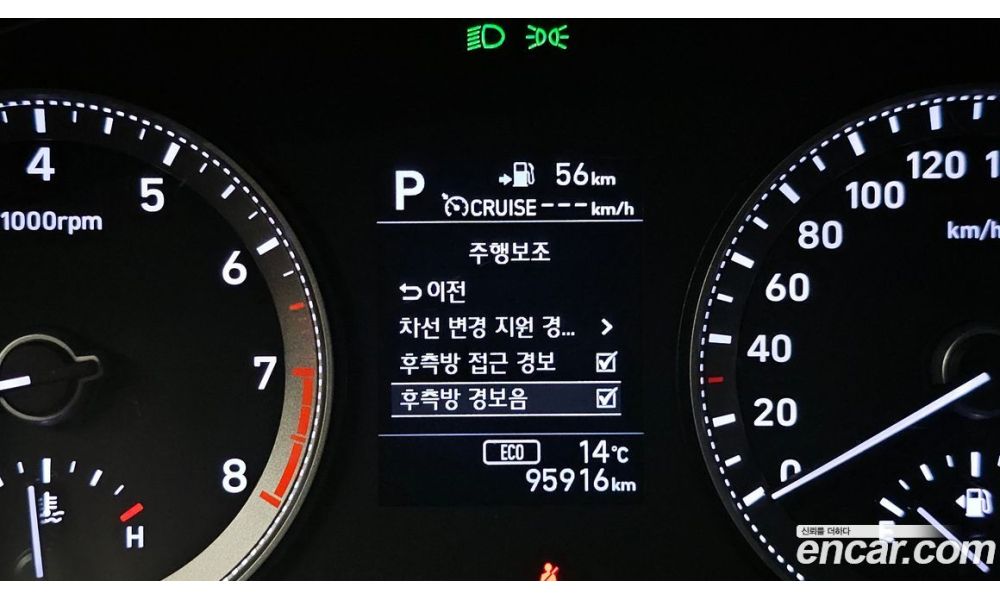 4
5
1000rpm
6
7
8
H
P
56km
CRUISE---km/h
주행보조
이전
차선 변경 지원 경...
후측방 접근 경보
후측방 경보음
ECO 14℃
95916km
120
100
80
km/h
60
40
20
0
E
신뢰를 더하다
encar.com